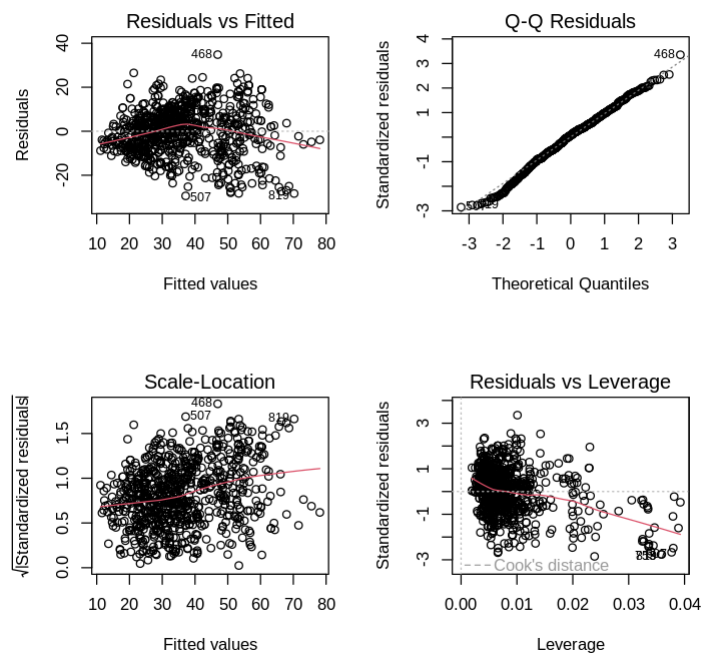 Residuals vs Fitted
Residuals
40
20
0
-20
468
507
819
10 20 30 40 50 60 70 80
Fitted values
Q-Q Residuals
Standardized residuals
4
3
2
1
-1
-3
468
-3 -2 -1 0 1 2 3
Theoretical Quantiles
Scale-Location
√|Standardized residuals|
1.5
1.0
0.5
0.0
468
507
819
10 20 30 40 50 60 70 80
Fitted values
Residuals vs Leverage
Standardized residuals
3
1
-1
-3
Cook's distance
0.00 0.01 0.02 0.03 0.04
Leverage